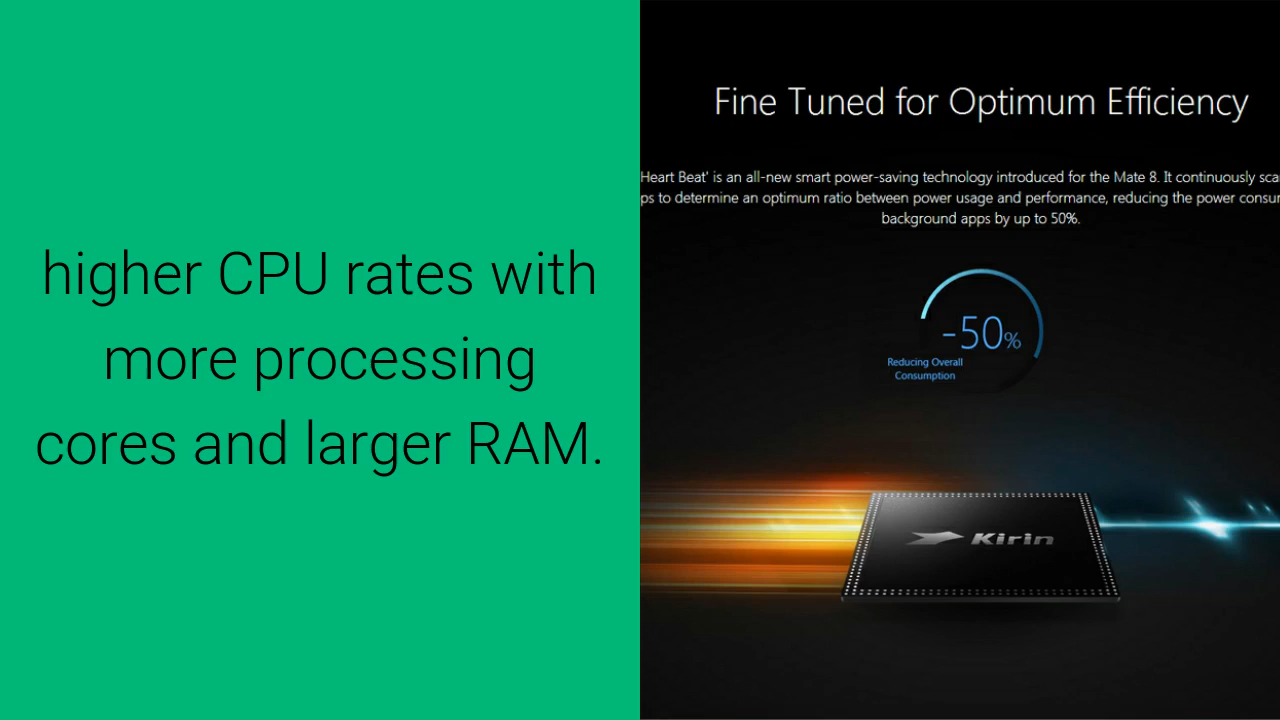 higher CPU rates with
more processing
cores and larger RAM.
Fine Tuned for Optimum Efficiency
Heart Beat' is an all-new smart power-saving technology introduced for the Mate 8. It continuously
ps to determine an optimum ratio between power usage and performance, reducing the power
background apps by up to 50%.
-50%
Reducing Overall
Consumption
Kirin